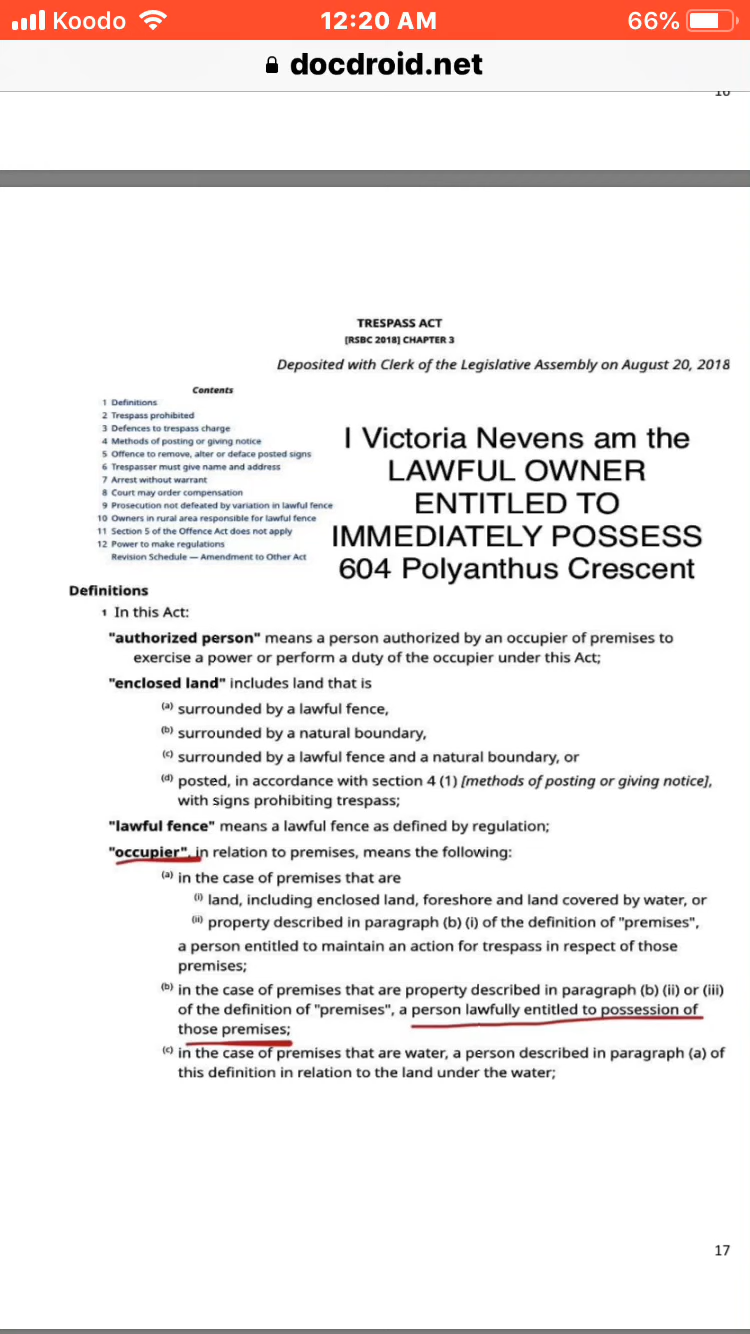 Koodo 12:20 AM 66%
docdroid.net
16
TRESPASS ACT
[RSBC 2018] CHAPTER 3
Deposited with Clerk of the Legislative Assembly on August 20, 2018
Contents
1 Definitions
2 Trespass prohibited
3 Defences to trespass charge
4 Methods of posting or giving notice
5 Offence to remove, alter or deface posted signs
6 Trespasser must give name and address
7 Arrest without warrant
8 Court may order compensation
9 Prosecution not defeated by variation in lawful fence
10 Owners in rural area responsible for lawful fence
11 Section 5 of the Offence Act does not apply
12 Power to make regulations
Revision Schedule — Amendment to Other Act
I Victoria Nevens am the
LAWFUL OWNER
ENTITLED TO
IMMEDIATELY POSSESS
604 Polyanthus Crescent
Definitions
1 In this Act:
"authorized person" means a person authorized by an occupier of premises to
exercise a power or perform a duty of the occupier under this Act;
"enclosed land" includes land that is
(a) surrounded by a lawful fence,
(b) surrounded by a natural boundary,
(c) surrounded by a lawful fence and a natural boundary, or
(d) posted, in accordance with section 4 (1) [methods of posting or giving notice],
with signs prohibiting trespass;
"lawful fence" means a lawful fence as defined by regulation;
"occupier", in relation to premises, means the following:
(a) in the case of premises that are
(i) land, including enclosed land, foreshore and land covered by water, or
(ii) property described in paragraph (b) (i) of the definition of "premises",
a person entitled to maintain an action for trespass in respect of those
premises;
(b) in the case of premises that are property described in paragraph (b) (ii) or (iii)
of the definition of "premises", a person lawfully entitled to possession of
those premises;
(c) in the case of premises that are water, a person described in paragraph (a) of
this definition in relation to the land under the water;
17